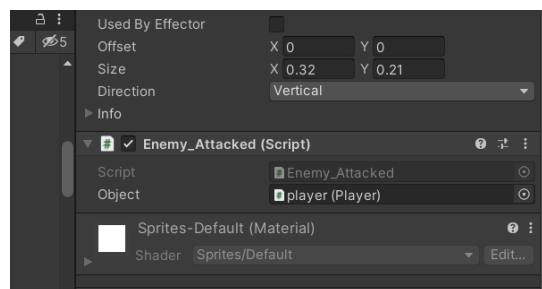 Used By Effector
5
Offset X 0 Y 0
Size X 0.32 Y 0.21
Direction Vertical
Info
# Enemy_Attacked (Script)
Script # Enemy_Attacked
Object # player (Player)
Sprites-Default (Material)
Shader Sprites/Default Edit...